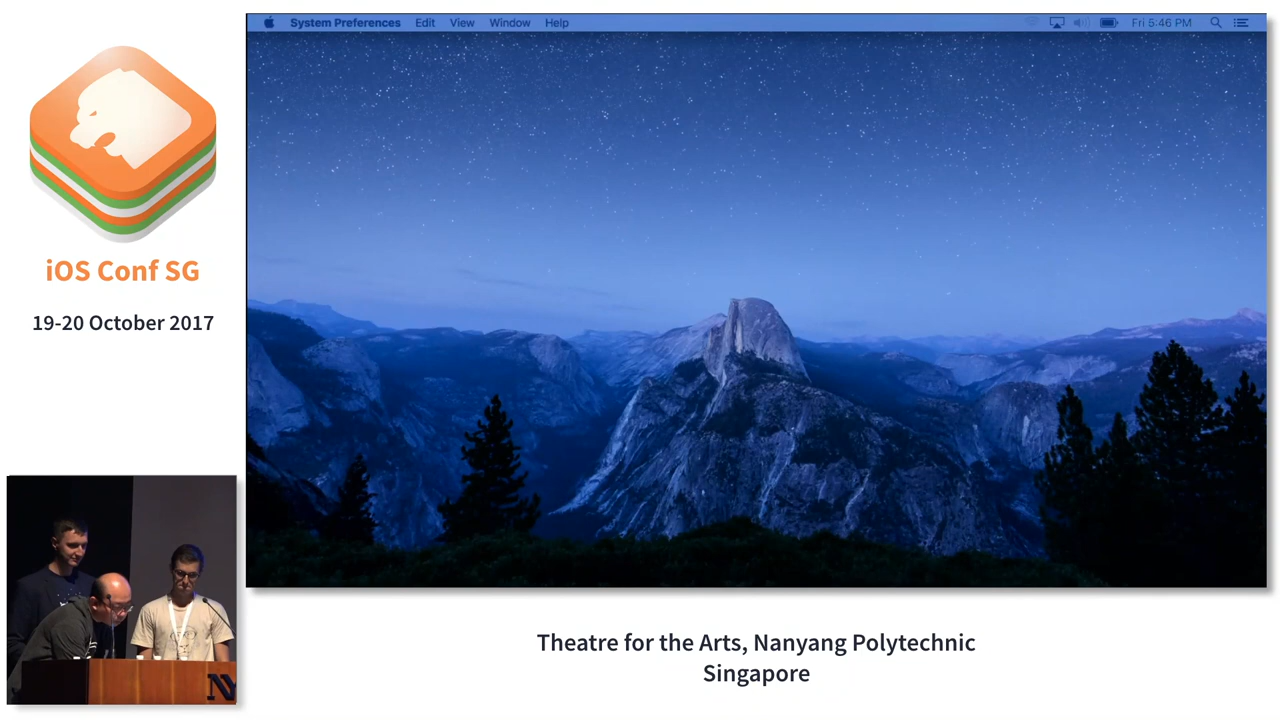 System Preferences Edit View Window Help Fri 5:46 PM
iOS Conf SG
19-20 October 2017
NY
Theatre for the Arts, Nanyang Polytechnic
Singapore